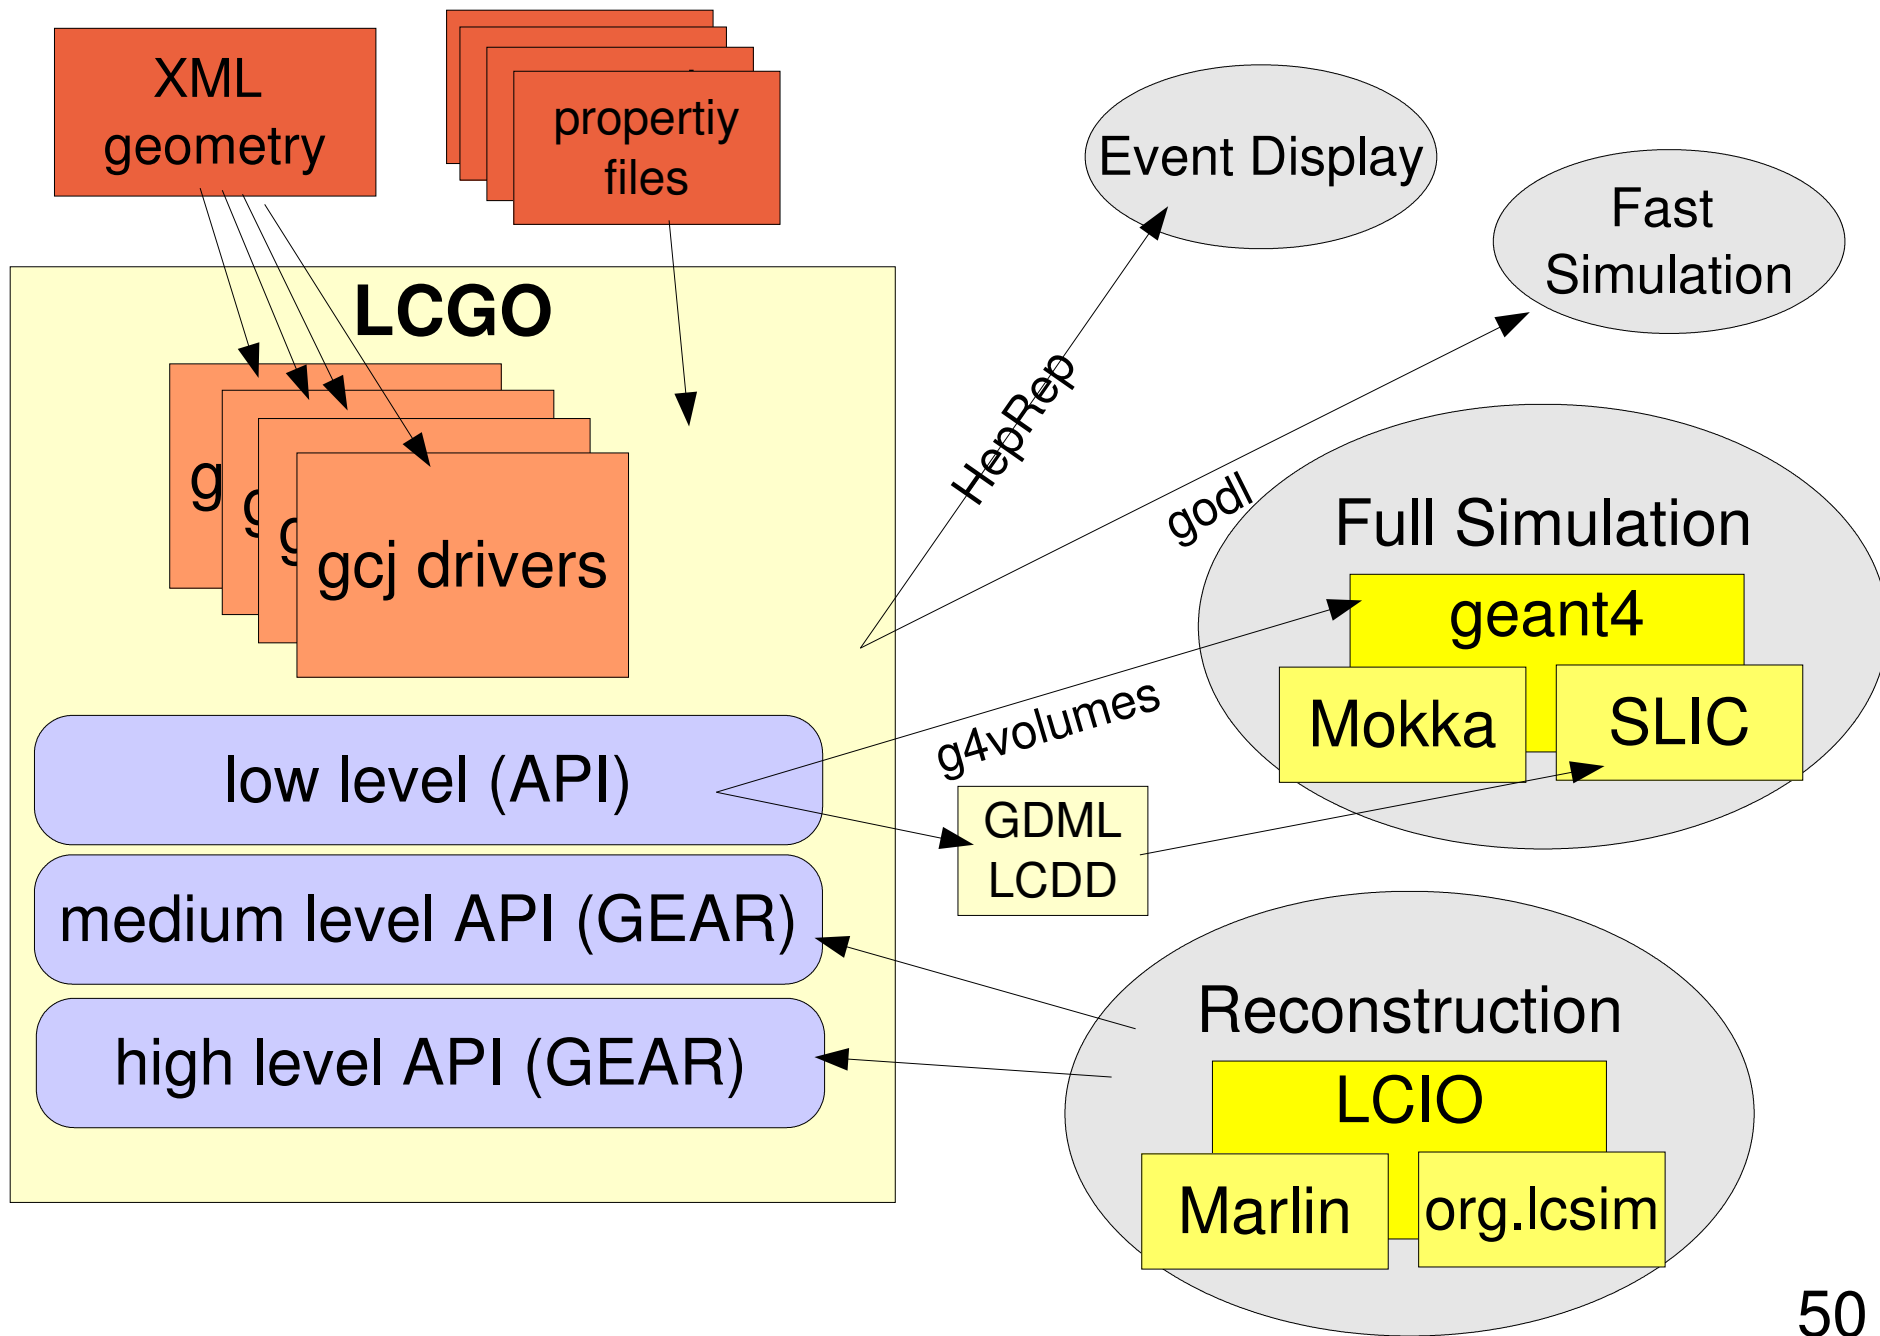 XML
geometry
propertiy
files
Event Display
Fast
Simulation
LCGO
g
g
g
gcj drivers
HepRep
godl
Full Simulation
geant4
Mokka
SLIC
g4volumes
low level (API)
GDML
LCDD
medium level API (GEAR)
high level API (GEAR)
Reconstruction
LCIO
Marlin
org.lcsim
50